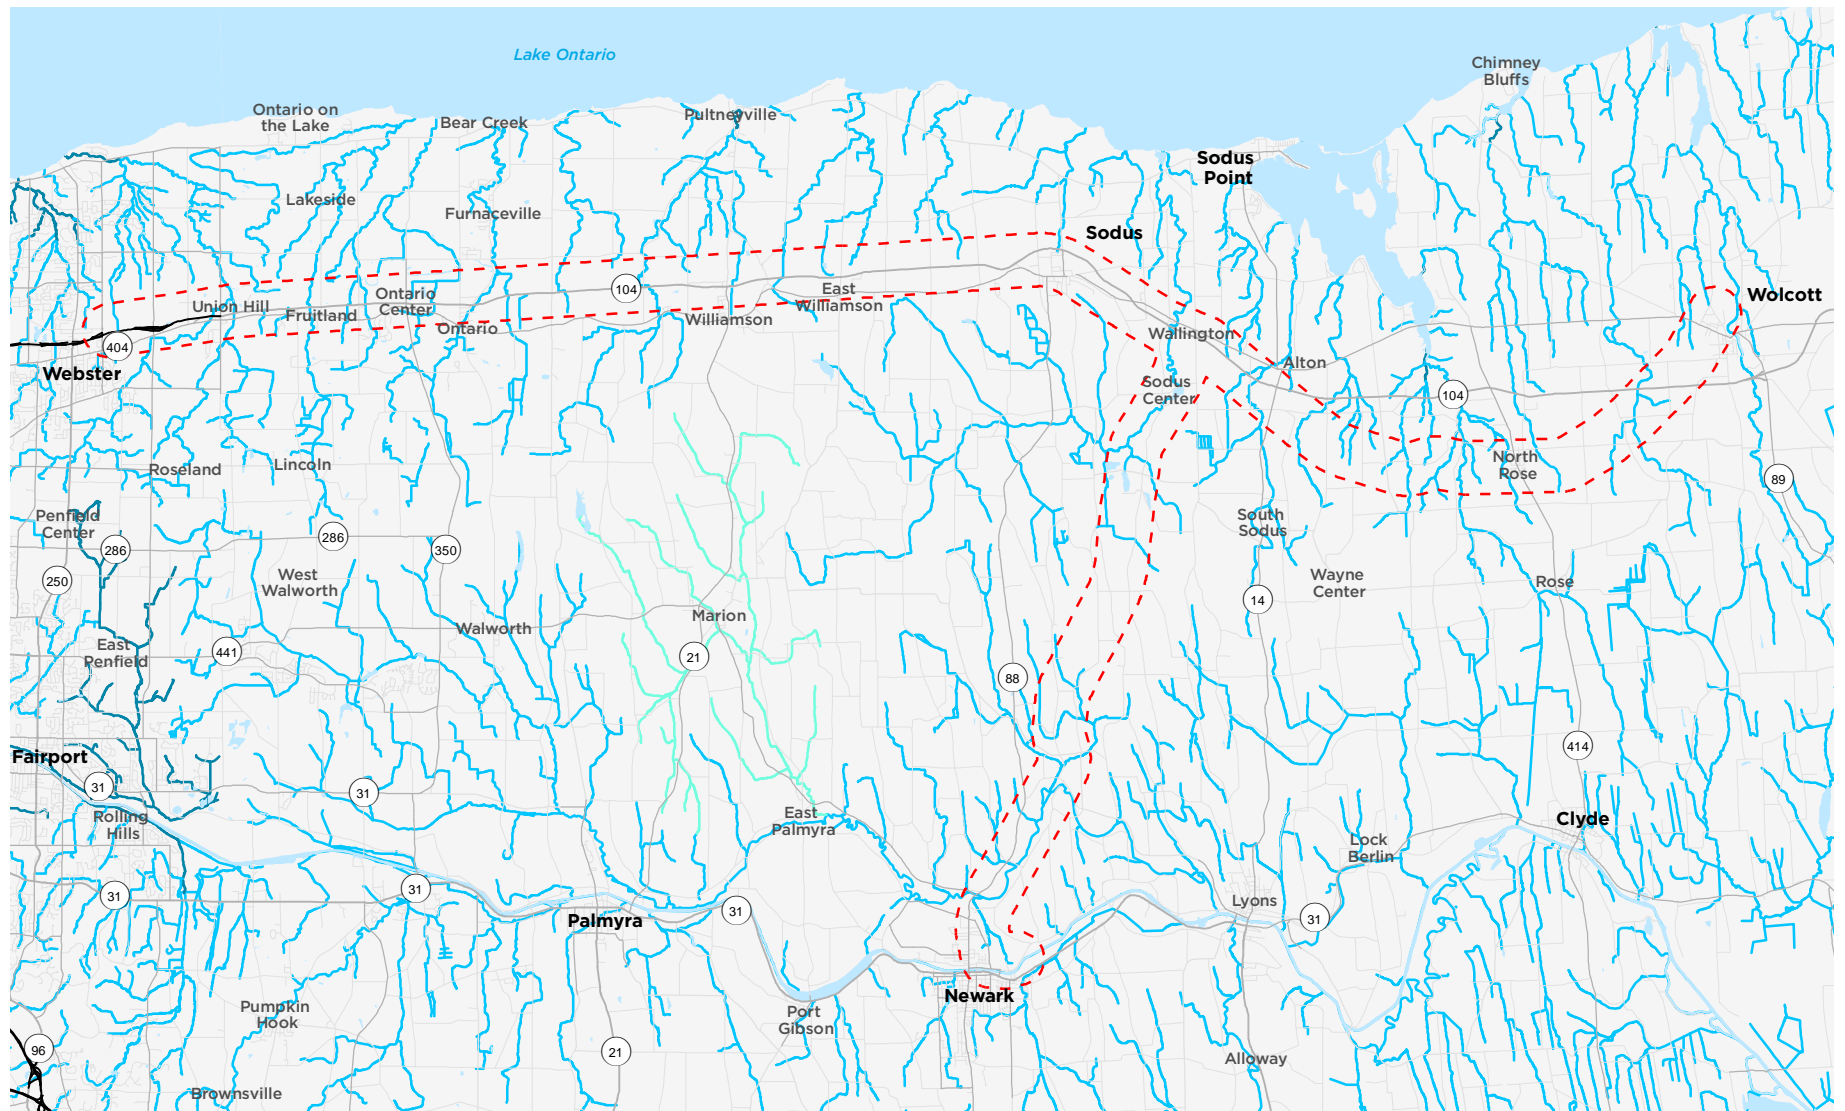 Lake Ontario
Chimney
Bluffs
Ontario on
the Lake
Bear Creek
Pultneyville
Sodus
Point
Lakeside
Furnaceville
Sodus
104
Union Hill
Ontario
Center
Fruitland
Ontario
East
Williamson
Williamson
Wolcott
Wallington
404
Webster
Alton
Sodus
Center
104
Roseland
Lincoln
North
Rose
89
Penfield
Center
286
286
350
South
Sodus
250
West
Walworth
Wayne
Center
Rose
14
Marion
Walworth
East
Penfield
441
21
88
Fairport
414
31
31
Rolling
Hills
East
Palmyra
Clyde
Lock
Berlin
31
31
Palmyra
31
Lyons
31
Newark
Pumpkin
Hook
Port
Gibson
96
21
Alloway
Brownsville